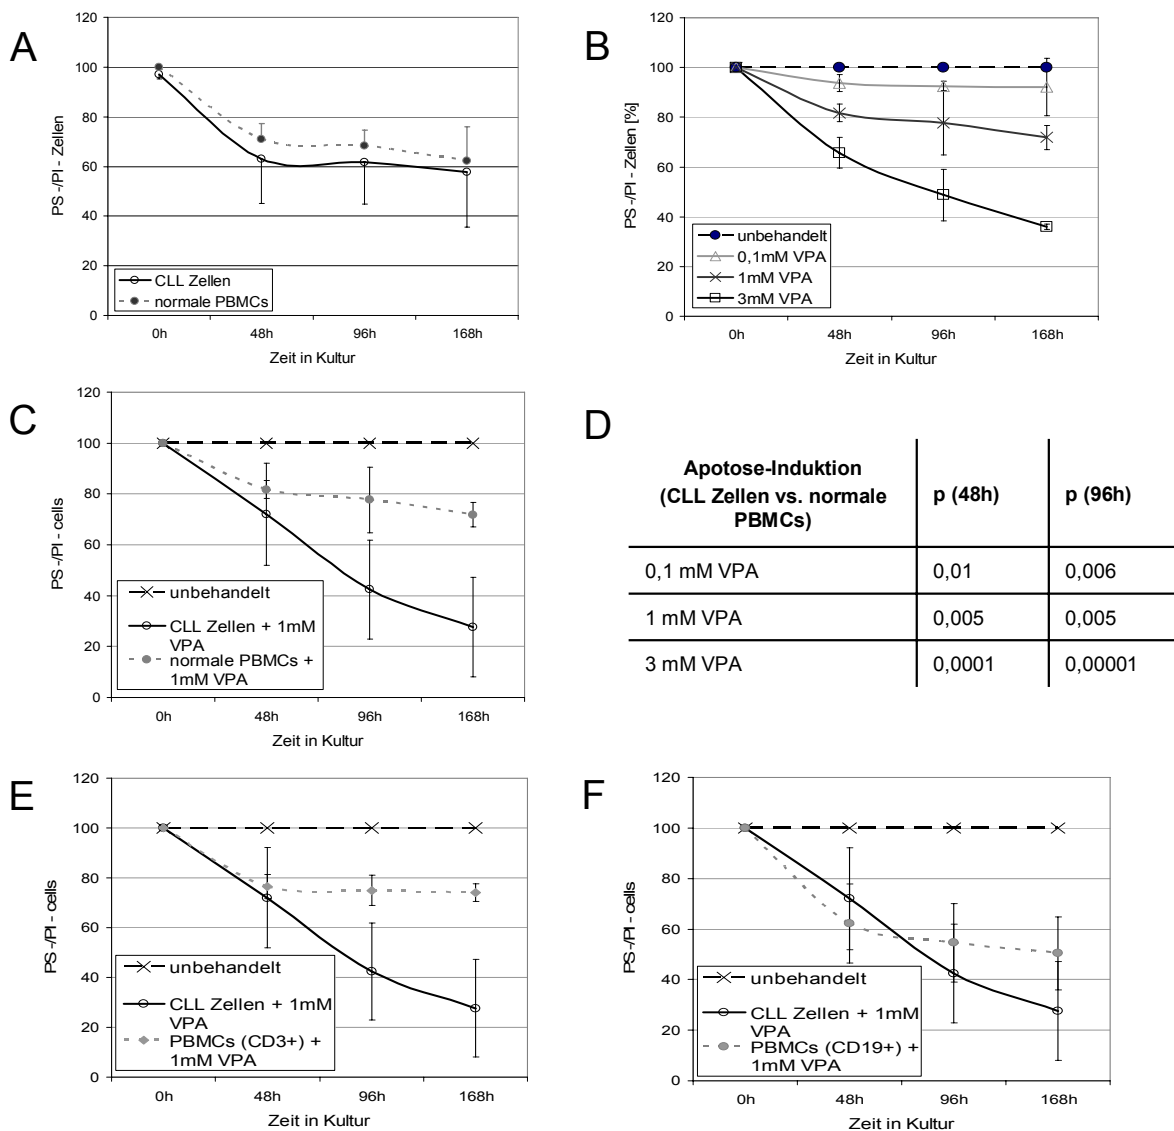 A
PS -/PI - Zellen
120
100
80
60
40
20
0
CLL Zellen
normale PBMCs
0h 48h 96h 168h
Zeit in Kultur
B
PS -/PI - Zellen [%]
120
100
80
60
40
20
0
unbehandelt
0,1mM VPA
1mM VPA
3mM VPA
0h 48h 96h 168h
Zeit in Kultur
C
PS -/PI - cells
120
100
80
60
40
20
0
unbehandelt
CLL Zellen + 1mM
VPA
normale PBMCs +
1mM VPA
0h 48h 96h 168h
Zeit in Kultur
D
Apotose-Induktion
(CLL Zellen vs. normale
PBMCs)
p (48h) p (96h)
0,1 mM VPA 0,01 0,006
1 mM VPA 0,005 0,005
3 mM VPA 0,0001 0,00001
E
PS -/PI - cells
120
100
80
60
40
20
0
unbehandelt
CLL Zellen + 1mM
VPA
PBMCs (CD3+) +
1mM VPA
0h 48h 96h 168h
Zeit in Kultur
F
PS -/PI - cells
120
100
80
60
40
20
0
unbehandelt
CLL Zellen + 1mM
VPA
PBMCs (CD19+) +
1mM VPA
0h 48h 96h 168h
Zeit in Kultur